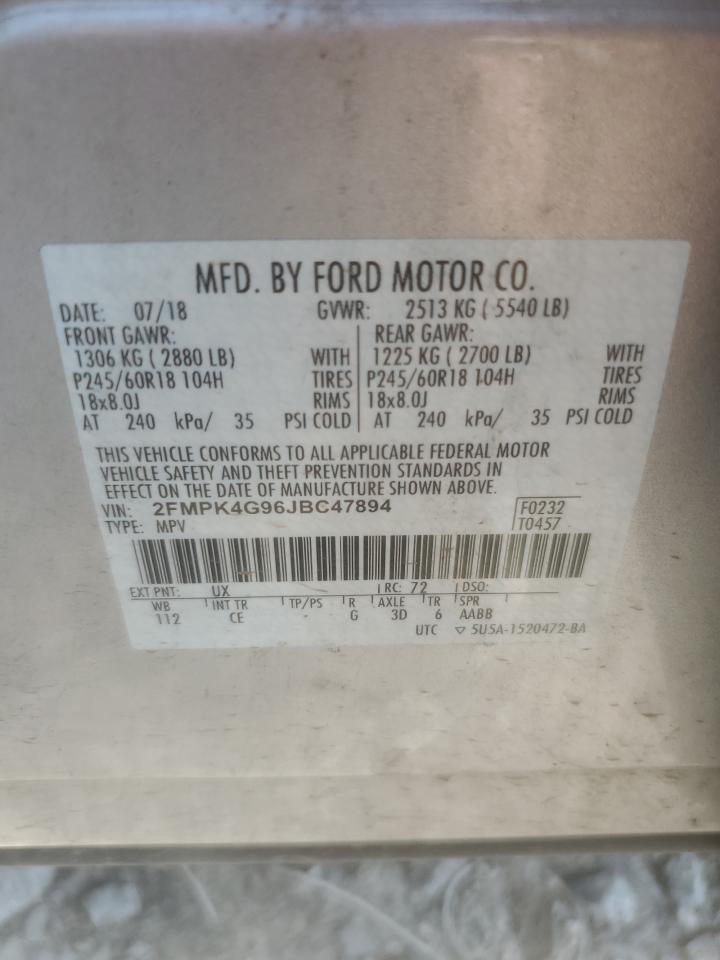 MFD. BY FORD MOTOR CO.
DATE: 07/18 GVWR: 2513 KG ( 5540 LB)
FRONT GAWR: REAR GAWR:
1306 KG ( 2880 LB) WITH 1225 KG ( 2700 LB) WITH
P245/60R18 104H TIRES P245/60R18 104H TIRES
18x8.0J RIMS 18x8.0J RIMS
AT 240 kPa/ 35 PSI COLD AT 240 kPa/ 35 PSI COLD
THIS VEHICLE CONFORMS TO ALL APPLICABLE FEDERAL MOTOR
VEHICLE SAFETY AND THEFT PREVENTION STANDARDS IN
EFFECT ON THE DATE OF MANUFACTURE SHOWN ABOVE.
VIN: 2FMPK4G96JBC47894 F0232
TYPE: MPV T0457
EXT PNT: UX RC: 72 DSO:
WB INT TR TP/PS R AXLE TR SPR
112 CE - G 3D 6 AABB
UTC ▽ 5U5A-1520472-BA